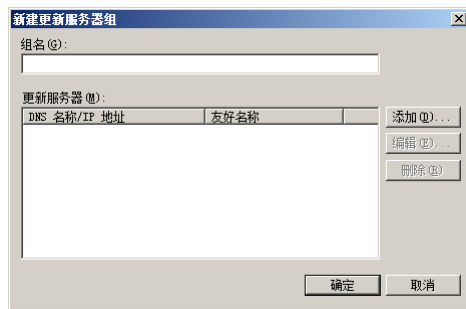 新建更新服务器组
组名(G):
更新服务器(M):
DNS 名称/IP 地址 友好名称
添加(D)...
编辑(E)...
删除(R)
确定 取消